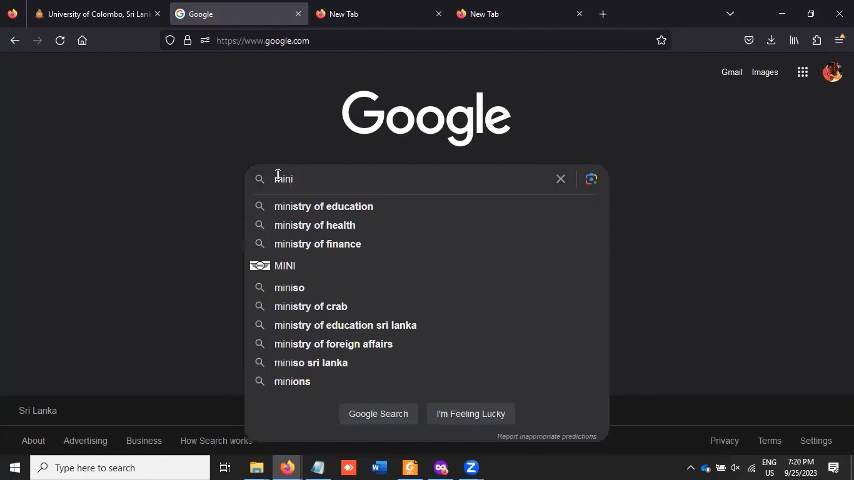 University of Colombo, Sri Lank
Google
New Tab
New Tab
https://www.google.com
Gmail
Images
Google
mini
ministry of education
ministry of health
ministry of finance
MINI
miniso
ministry of crab
ministry of education sri lanka
ministry of foreign affairs
miniso sri lanka
minions
Google Search
I'm Feeling Lucky
Report inappropriate predictions
Sri Lanka
About
Advertising
Business
How Search works
Privacy
Terms
Settings
Type here to search
ENG
US
7:20 PM
9/25/2023